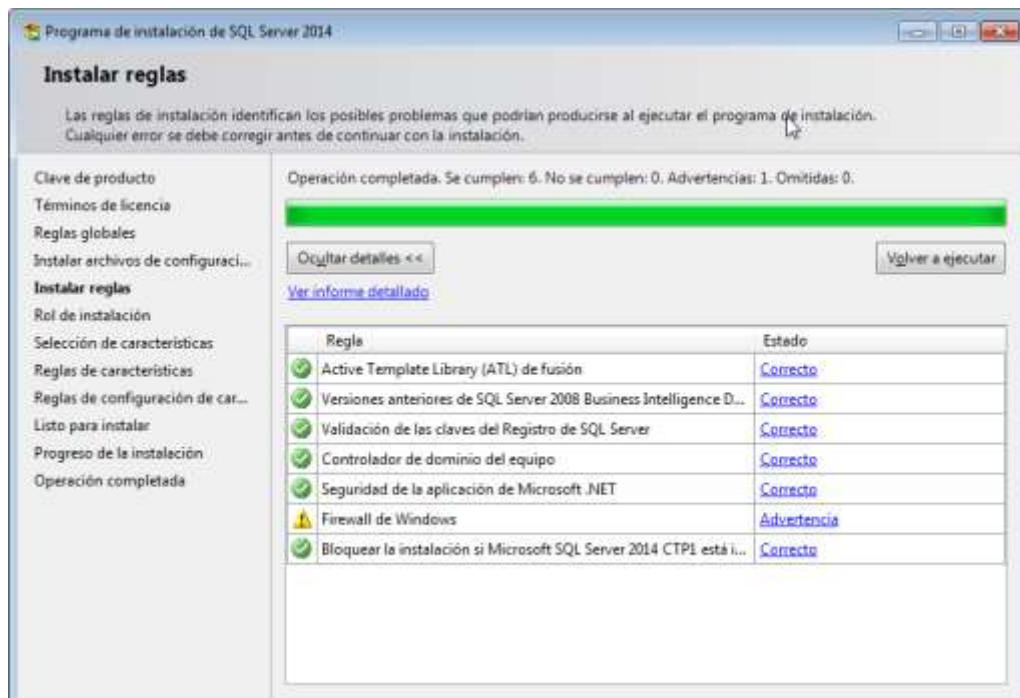 Programa de instalación de SQL Server 2014
Instalar reglas
Las reglas de instalación identifican los posibles problemas que podrían producirse al ejecutar el programa de instalación.
Cualquier error se debe corregir antes de continuar con la instalación.
Clave de producto
Términos de licencia
Reglas globales
Instalar archivos de configuraci...
Instalar reglas
Rol de instalación
Selección de características
Reglas de características
Reglas de configuración de car...
Listo para instalar
Progreso de la instalación
Operación completada
Operación completada. Se cumplen: 6. No se cumplen: 0. Advertencias: 1. Omitidas: 0.
Ocultar detalles <<
Volver a ejecutar
Ver informe detallado
Regla Estado
Active Template Library (ATL) de fusión Correcto
Versiones anteriores de SQL Server 2008 Business Intelligence D... Correcto
Validación de las claves del Registro de SQL Server Correcto
Controlador de dominio del equipo Correcto
Seguridad de la aplicación de Microsoft .NET Correcto
Firewall de Windows Advertencia
Bloquear la instalación si Microsoft SQL Server 2014 CTP1 está i... Correcto